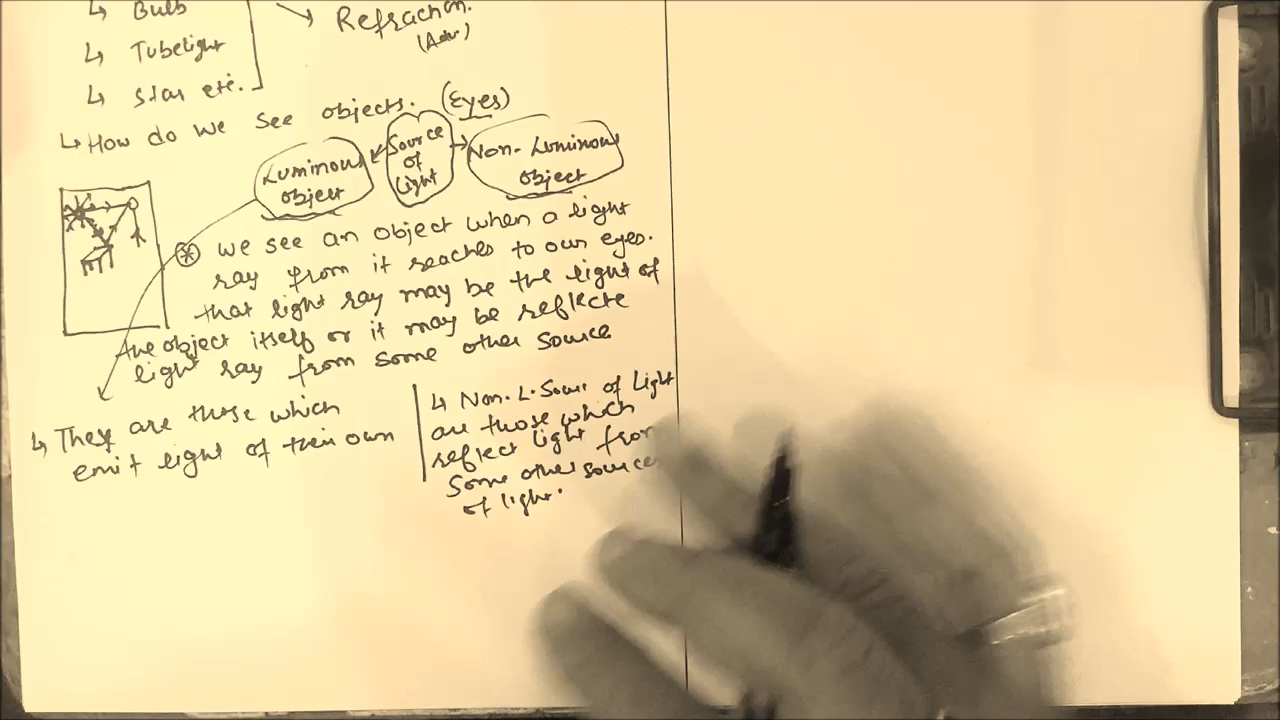 ↳ Bulb
Refraction.
(Adv.)
↳ Tubelight
↳ Star etc.
↳ How do we see objects. (Eyes)
Luminous object
Source of light
Non-Luminous object
⊛ We see an object when a light
ray from it reaches to our eyes.
that light ray may be the light of
the object itself or it may be reflecte
light ray from some other source
↳ They are those which
emit light of their own
↳ Non. L. Sour. of Light
are those which
reflect light from
Some other source
of light.